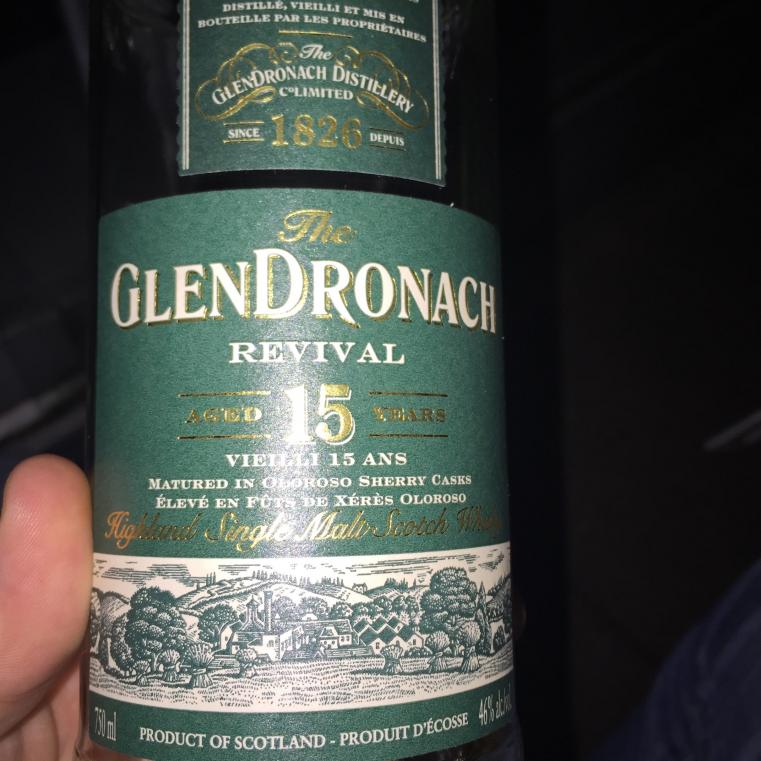 DISTILLÉ, VIEILLI ET MIS EN
BOUTEILLE PAR LES PROPRIÉTAIRES
The
GLENDRONACH DISTILLERY
Cº LIMITED
SINCE 1826 DEPUIS
The
GLENDRONACH
REVIVAL
AGED 15 YEARS
VIEILLI 15 ANS
MATURED IN OLOROSO SHERRY CASKS
ÉLEVÉ EN FÛTS DE XÉRÈS OLOROSO
Highland Single Malt Scotch Whisky
750 ml PRODUCT OF SCOTLAND - PRODUIT D'ÉCOSSE 46% alc./vol.